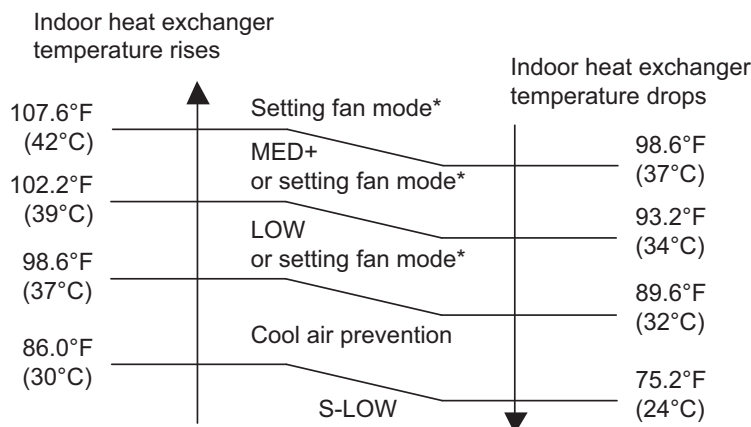 Indoor heat exchanger
temperature rises
Indoor heat exchanger
temperature drops
107.6°F
(42°C)
Setting fan mode*
98.6°F
(37°C)
MED+
or setting fan mode*
102.2°F
(39°C)
93.2°F
(34°C)
LOW
or setting fan mode*
98.6°F
(37°C)
89.6°F
(32°C)
Cool air prevention
86.0°F
(30°C)
75.2°F
(24°C)
S-LOW